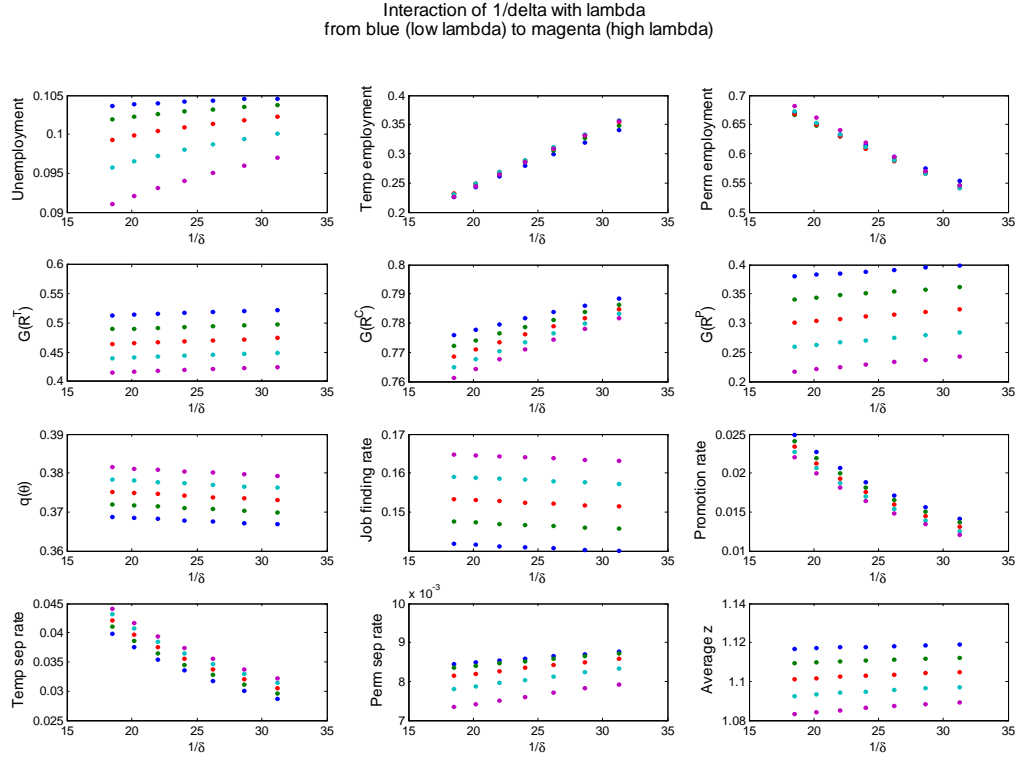 Interaction of 1/delta with lambda
from blue (low lambda) to magenta (high lambda)
Unemployment
0.105
0.1
0.095
0.09
15 20 25 30 35
1/δ
Temp employment
0.4
0.35
0.3
0.25
0.2
15 20 25 30 35
1/δ
Perm employment
0.7
0.65
0.6
0.55
0.5
15 20 25 30 35
1/δ
G(R^T)
0.6
0.55
0.5
0.45
0.4
15 20 25 30 35
1/δ
G(R^C)
0.8
0.79
0.78
0.77
0.76
15 20 25 30 35
1/δ
G(R^P)
0.4
0.35
0.3
0.25
0.2
15 20 25 30 35
1/δ
q(θ)
0.39
0.38
0.37
0.36
15 20 25 30 35
1/δ
Job finding rate
0.17
0.16
0.15
15 20 25 30 35
1/δ
Promotion rate
0.025
0.02
0.015
0.01
15 20 25 30 35
1/δ
Temp sep rate
0.045
0.04
0.035
0.03
0.025
15 20 25 30 35
1/δ
Perm sep rate
x 10^-3
10
9
8
7
15 20 25 30 35
1/δ
Average z
1.14
1.12
1.1
1.08
15 20 25 30 35
1/δ